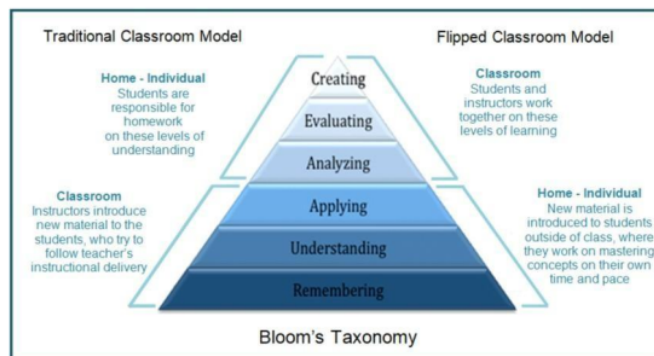 Traditional Classroom Model
Flipped Classroom Model
Home - Individual
Students are
responsible for
homework
on these levels of
understanding
Classroom
Instructors introduce
new material to the
students, who try to
follow teacher's
instructional delivery
Creating
Evaluating
Analyzing
Applying
Understanding
Remembering
Classroom
Students and
instructors work
together on these
levels of learning
Home - Individual
New material is
introduced to students
outside of class, where
they work on mastering
concepts on their own
time and pace
Bloom's Taxonomy